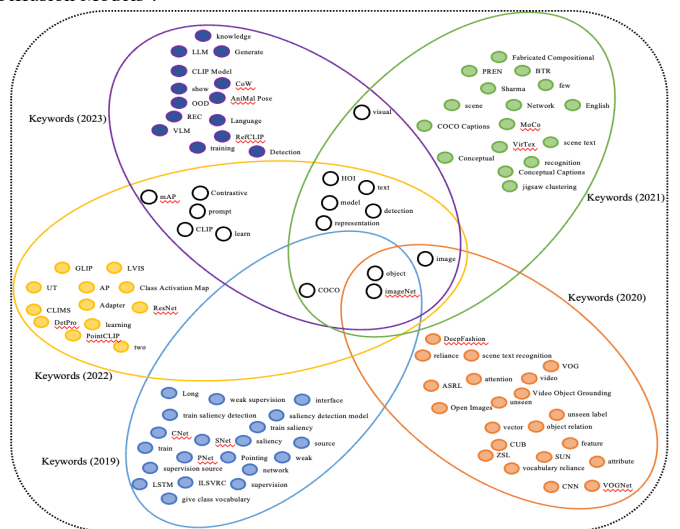 knowledge
LLM Generate
CLIP Model
show CoW
OOD AniMal Pose
REC Language
VLM RefCLIP
training Detection
Keywords (2023)
Fabricated Compositional
PREN BTR
Sharma few
scene Network English
COCO Captions MoCo
VirTex scene text
Conceptual recognition
Conceptual Captions
jigsaw clustering
Keywords (2021)
visual
mAP Contrastive
prompt
CLIP learn
HOI text
model detection
representation
image
object
COCO imageNet
GLIP LVIS
UT AP Class Activation Map
CLIMS Adapter ResNet
DetPro learning
PointCLIP
two
Keywords (2022)
Keywords (2020)
DeepFashion
reliance scene text recognition
VOG
ASRL attention video
Video Object Grounding
Open Images unseen
unseen label
vector object relation
CUB feature
ZSL SUN attribute
vocabulary reliance
CNN VOGNet
Long weak supervision interface
train saliency detection saliency detection model
train saliency
CNet SNet saliency source
train PNet Pointing weak
supervision source network
LSTM ILSVRC supervision
give class vocabulary
Keywords (2019)